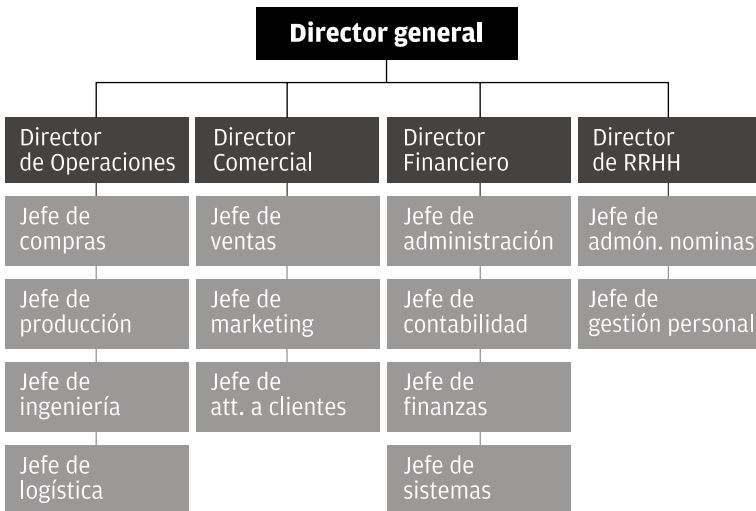 Director general
Director
de Operaciones
Jefe de
compras
Jefe de
producción
Jefe de
ingeniería
Jefe de
logística
Director
Comercial
Jefe de
ventas
Jefe de
marketing
Jefe de
att. a clientes
Director
Financiero
Jefe de
administración
Jefe de
contabilidad
Jefe de
finanzas
Jefe de
sistemas
Director
de RRHH
Jefe de
admón. nominas
Jefe de
gestión personal